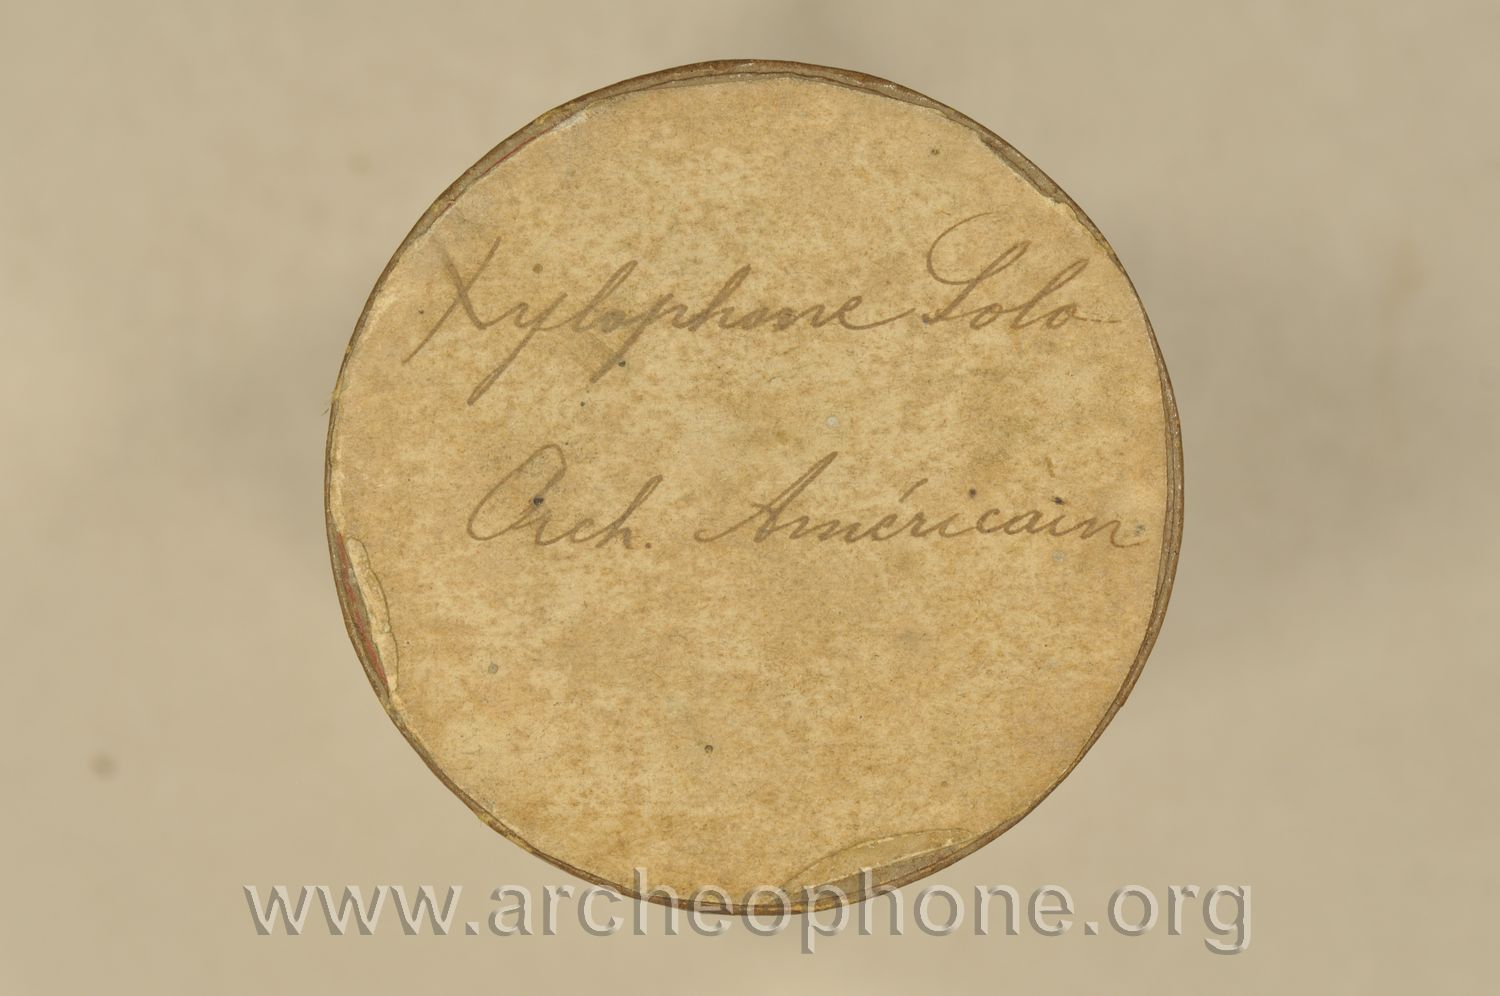 Xylophone Solo
Orch. Américain
www.archeophone.org